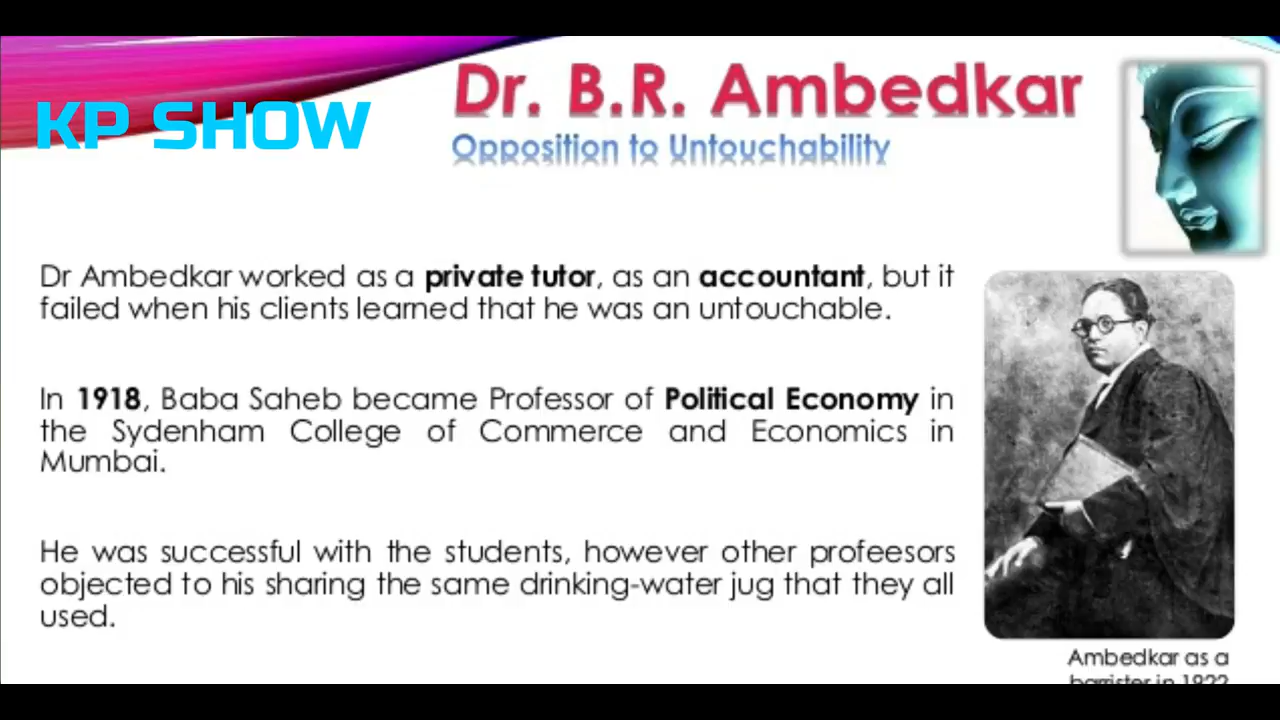 KP SHOW
Dr. B.R. Ambedkar
Opposition to Untouchability
Dr Ambedkar worked as a private tutor, as an accountant, but it
failed when his clients learned that he was an untouchable.
In 1918, Baba Saheb became Professor of Political Economy in
the Sydenham College of Commerce and Economics in
Mumbai.
He was successful with the students, however other profeesors
objected to his sharing the same drinking-water jug that they all
used.
Ambedkar as a
barrister in 1922